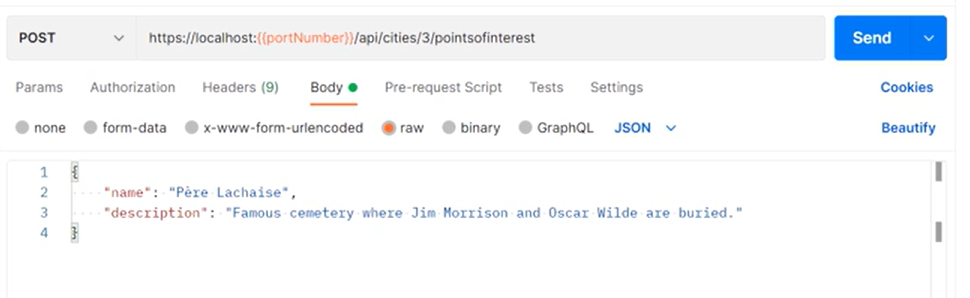 POST https://localhost:{{portNumber}}/api/cities/3/pointsofinterest Send
Params Authorization Headers (9) Body Pre-request Script Tests Settings Cookies
none form-data x-www-form-urlencoded raw binary GraphQL JSON Beautify
1 {
2 "name": "Père Lachaise",
3 "description": "Famous cemetery where Jim Morrison and Oscar Wilde are buried."
4 }